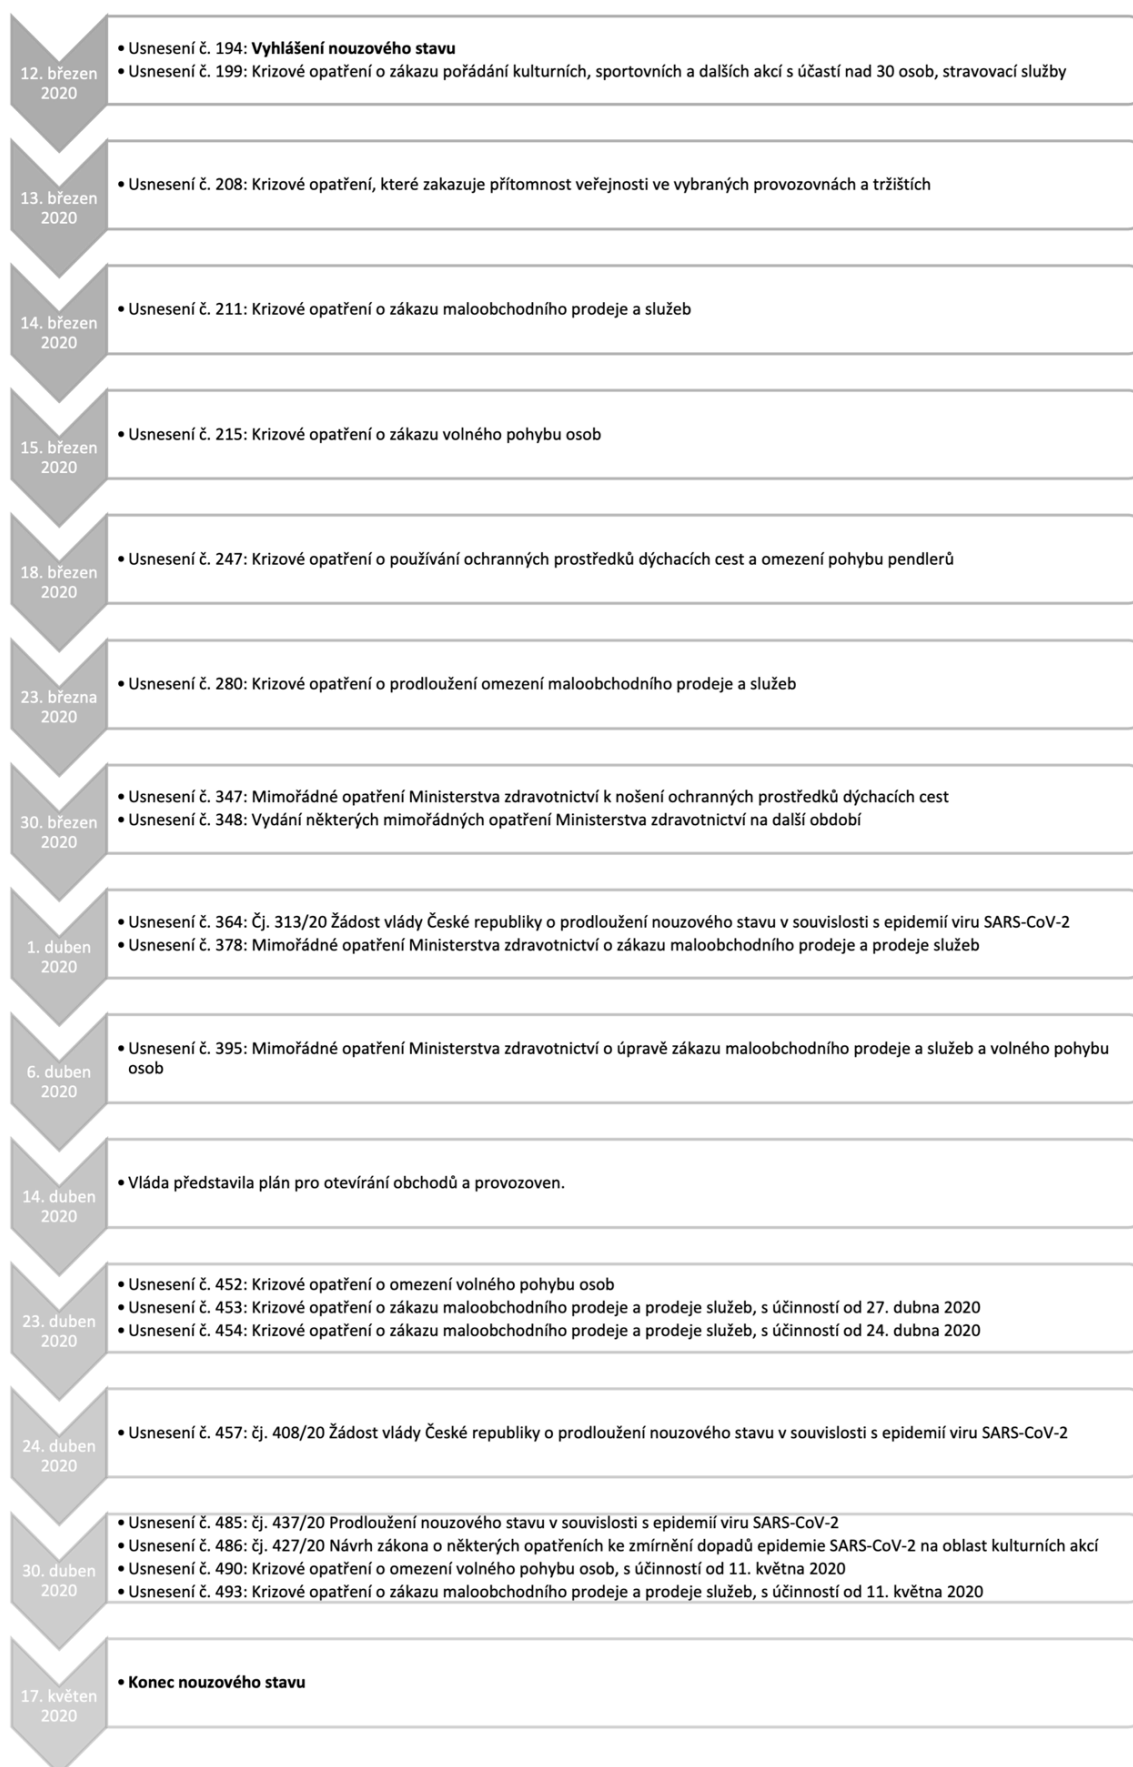 12. březen
2020
• Usnesení č. 194: Vyhlášení nouzového stavu
• Usnesení č. 199: Krizové opatření o zákazu pořádání kulturních, sportovních a dalších akcí s účastí nad 30 osob, stravovací služby
13. březen
2020
• Usnesení č. 208: Krizové opatření, které zakazuje přítomnost veřejnosti ve vybraných provozovnách a tržištích
14. březen
2020
• Usnesení č. 211: Krizové opatření o zákazu maloobchodního prodeje a služeb
15. březen
2020
• Usnesení č. 215: Krizové opatření o zákazu volného pohybu osob
18. březen
2020
• Usnesení č. 247: Krizové opatření o používání ochranných prostředků dýchacích cest a omezení pohybu pendlerů
23. března
2020
• Usnesení č. 280: Krizové opatření o prodloužení omezení maloobchodního prodeje a služeb
30. březen
2020
• Usnesení č. 347: Mimořádné opatření Ministerstva zdravotnictví k nošení ochranných prostředků dýchacích cest
• Usnesení č. 348: Vydání některých mimořádných opatření Ministerstva zdravotnictví na další období
1. duben
2020
• Usnesení č. 364: Čj. 313/20 Žádost vlády České republiky o prodloužení nouzového stavu v souvislosti s epidemií viru SARS-CoV-2
• Usnesení č. 378: Mimořádné opatření Ministerstva zdravotnictví o zákazu maloobchodního prodeje a prodeje služeb
6. duben
2020
• Usnesení č. 395: Mimořádné opatření Ministerstva zdravotnictví o úpravě zákazu maloobchodního prodeje a služeb a volného pohybu
osob
14. duben
2020
• Vláda představila plán pro otevírání obchodů a provozoven.
23. duben
2020
• Usnesení č. 452: Krizové opatření o omezení volného pohybu osob
• Usnesení č. 453: Krizové opatření o zákazu maloobchodního prodeje a prodeje služeb, s účinností od 27. dubna 2020
• Usnesení č. 454: Krizové opatření o zákazu maloobchodního prodeje a prodeje služeb, s účinností od 24. dubna 2020
24. duben
2020
• Usnesení č. 457: čj. 408/20 Žádost vlády České republiky o prodloužení nouzového stavu v souvislosti s epidemií viru SARS-CoV-2
30. duben
2020
• Usnesení č. 485: čj. 437/20 Prodloužení nouzového stavu v souvislosti s epidemií viru SARS-CoV-2
• Usnesení č. 486: čj. 427/20 Návrh zákona o některých opatřeních ke zmírnění dopadů epidemie SARS-CoV-2 na oblast kulturních akcí
• Usnesení č. 490: Krizové opatření o omezení volného pohybu osob, s účinností od 11. května 2020
• Usnesení č. 493: Krizové opatření o zákazu maloobchodního prodeje a prodeje služeb, s účinností od 11. května 2020
17. květen
2020
• Konec nouzového stavu